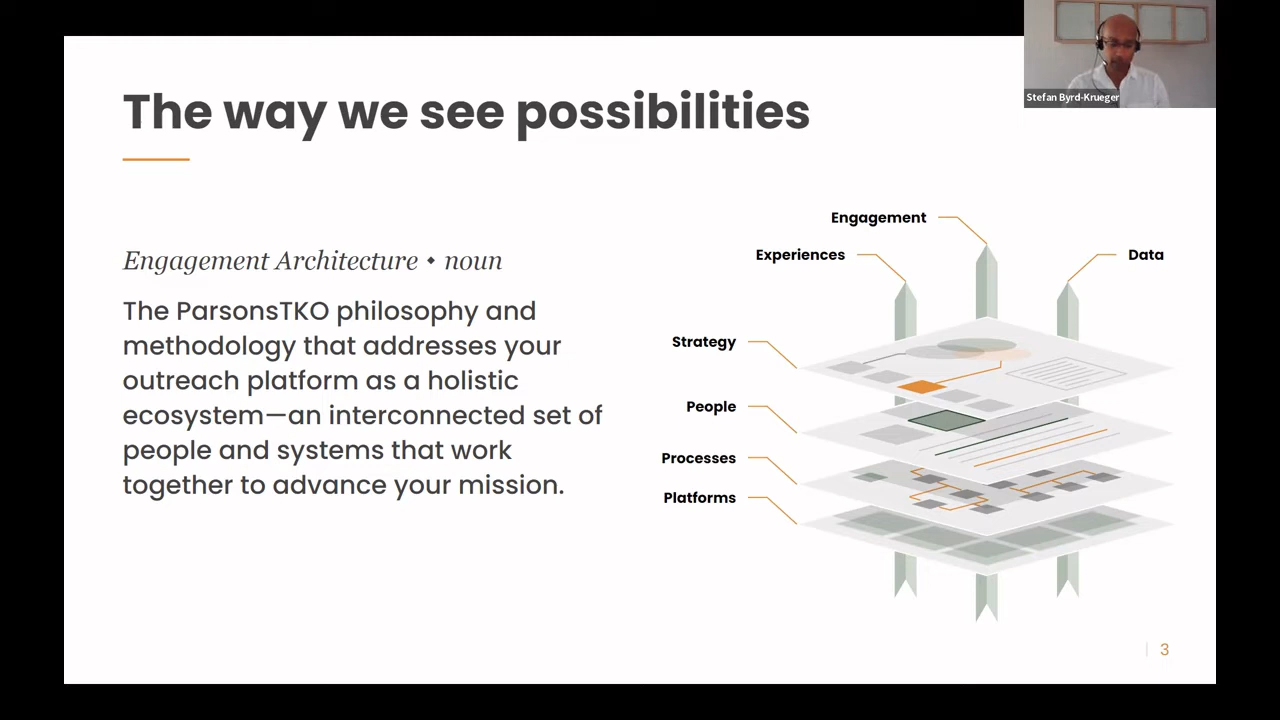 Stefan Byrd-Krueger
The way we see possibilities
Engagement Architecture • noun
The ParsonsTKO philosophy and
methodology that addresses your
outreach platform as a holistic
ecosystem—an interconnected set of
people and systems that work
together to advance your mission.
Engagement
Experiences
Data
Strategy
People
Processes
Platforms
3